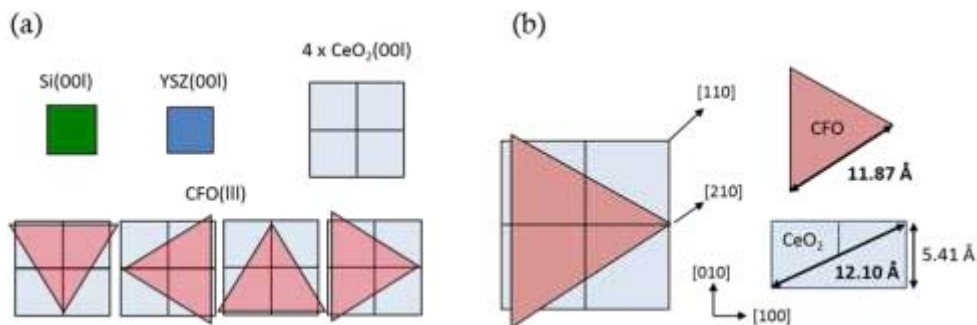 (a)
4 x CeO2(00l)
Si(00l)
YSZ(00l)
CFO(lll)
(b)
[110]
[210]
[010]
[100]
CFO
11.87 Å
CeO2
12.10 Å
5.41 Å